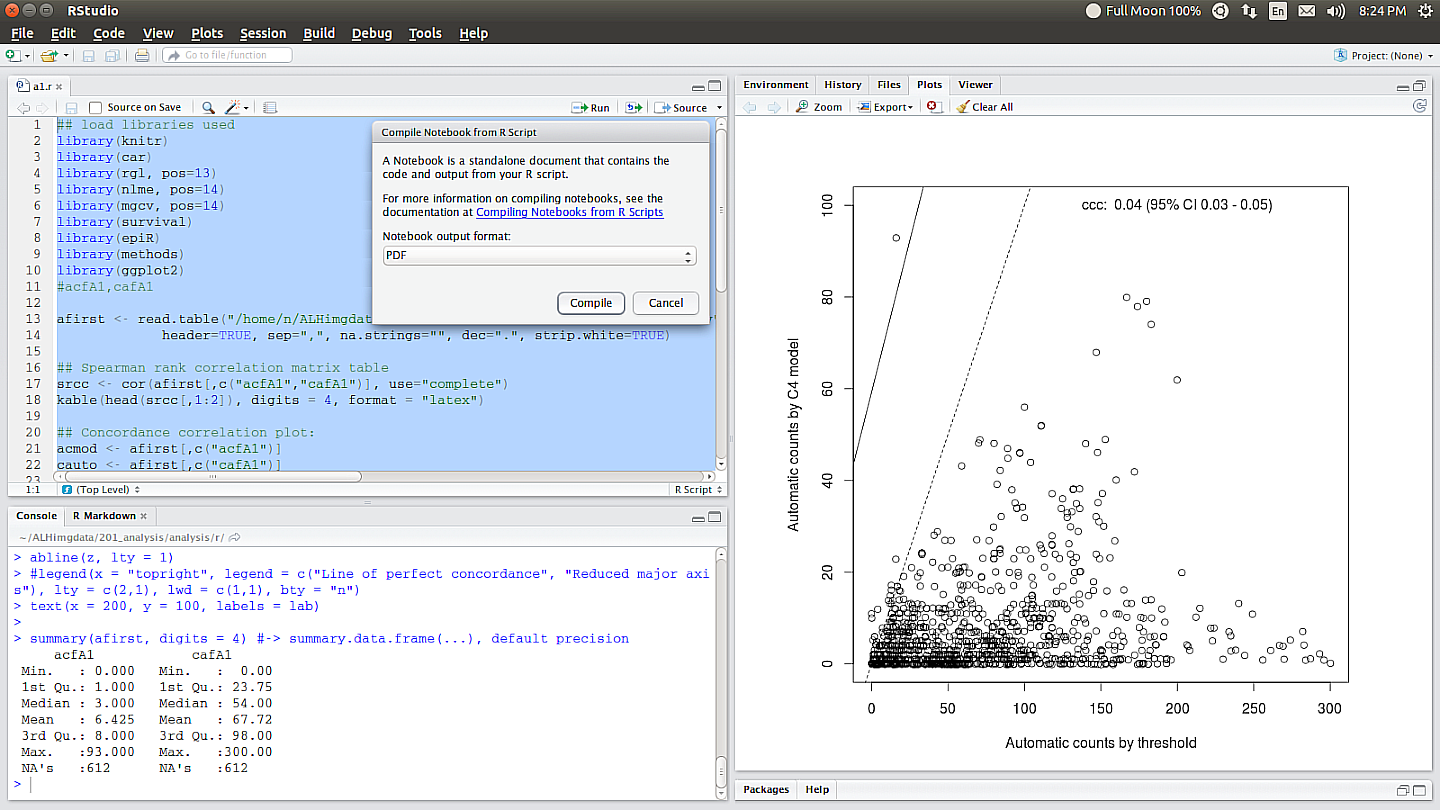 RStudio
Full Moon 100%
En
8:24 PM
File Edit Code View Plots Session Build Debug Tools Help
Go to file/function
Project: (None)
a1.r
Source on Save
Run
Source
1 ## load libraries used
2 library(knitr)
3 library(car)
4 library(rgl, pos=13)
5 library(nlme, pos=14)
6 library(mgcv, pos=14)
7 library(survival)
8 library(epiR)
9 library(methods)
10 library(ggplot2)
11 #acfA1,cafA1
12
13 afirst <- read.table("/home/n/ALHimgdat
14 header=TRUE, sep=",", na.strings="", dec=".", strip.white=TRUE)
15
16 ## Spearman rank correlation matrix table
17 srcc <- cor(afirst[,c("acfA1","cafA1")], use="complete")
18 kable(head(srcc[,1:2]), digits = 4, format = "latex")
19
20 ## Concordance correlation plot:
21 acmod <- afirst[,c("acfA1")]
22 cauto <- afirst[,c("cafA1")]
23
1:1
(Top Level)
R Script
Compile Notebook from R Script
A Notebook is a standalone document that contains the
code and output from your R script.
For more information on compiling notebooks, see the
documentation at Compiling Notebooks from R Scripts
Notebook output format:
PDF
Compile
Cancel
Console
R Markdown
~/ALHimgdata/201_analysis/analysis/r/
> abline(z, lty = 1)
> #legend(x = "topright", legend = c("Line of perfect concordance", "Reduced major axi
s"), lty = c(2,1), lwd = c(1,1), bty = "n")
> text(x = 200, y = 100, labels = lab)
>
> summary(afirst, digits = 4) #-> summary.data.frame(...), default precision
acfA1 cafA1
Min. : 0.000 Min. : 0.00
1st Qu.: 1.000 1st Qu.: 23.75
Median : 3.000 Median : 54.00
Mean : 6.425 Mean : 67.72
3rd Qu.: 8.000 3rd Qu.: 98.00
Max. :93.000 Max. :300.00
NA's :612 NA's :612
>
Environment History Files Plots Viewer
Zoom
Export
Clear All
ccc: 0.04 (95% CI 0.03 - 0.05)
Automatic counts by C4 model
100
80
60
40
20
0
0 50 100 150 200 250 300
Automatic counts by threshold
Packages Help